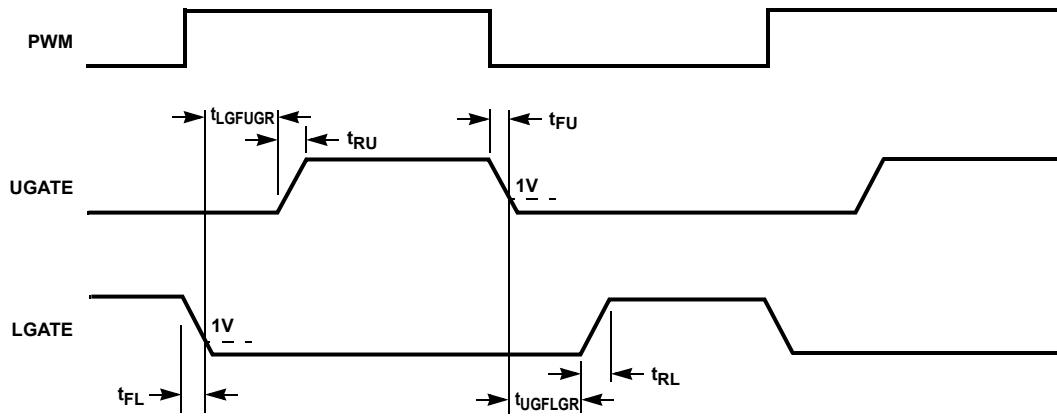 PWM
tLGFUGR
tRU
tFU
UGATE
1V
LGATE
1V
tFL
tRL
tUGFLGR